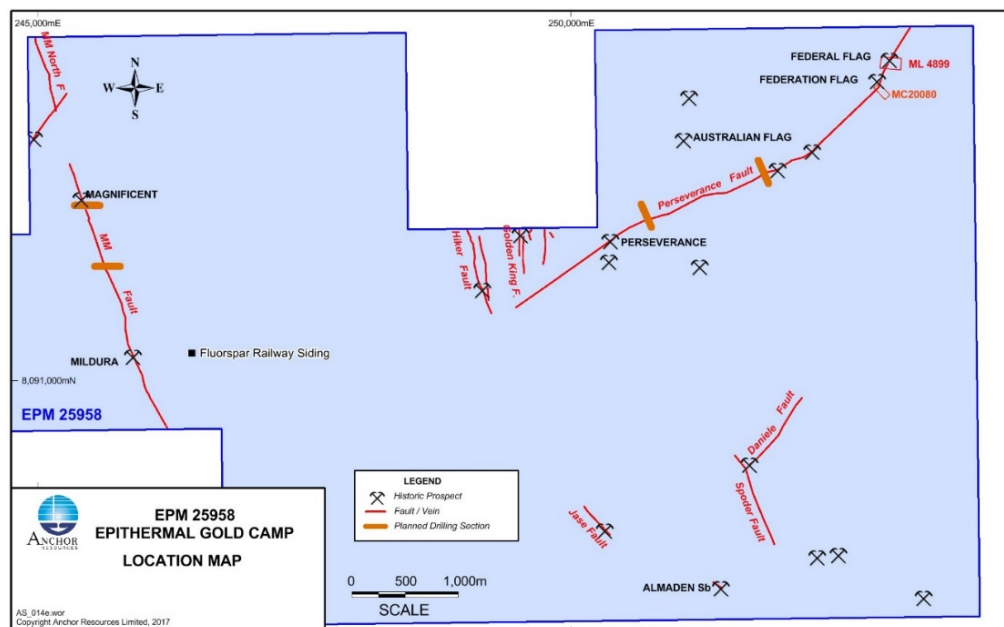 245,000mE
250,000mE
MM North F
N
W E
S
FEDERAL FLAG
ML 4899
FEDERATION FLAG
MC20080
AUSTRALIAN FLAG
MAGNIFICENT
Perseverance Fault
PERSEVERANCE
Hiker Fault
Golden King F.
MM Fault
MILDURA
Fluorspar Railway Siding
8,091,000mN
EPM 25958
Daniele Fault
Spoder Fault
Jase Fault
ALMADEN Sb
LEGEND
Historic Prospect
Fault / Vein
Planned Drilling Section
0 500 1,000m
SCALE
ANCHOR
RESOURCES
EPM 25958
EPITHERMAL GOLD CAMP
LOCATION MAP
AS_014e.wor
Copyright Anchor Resources Limited, 2017